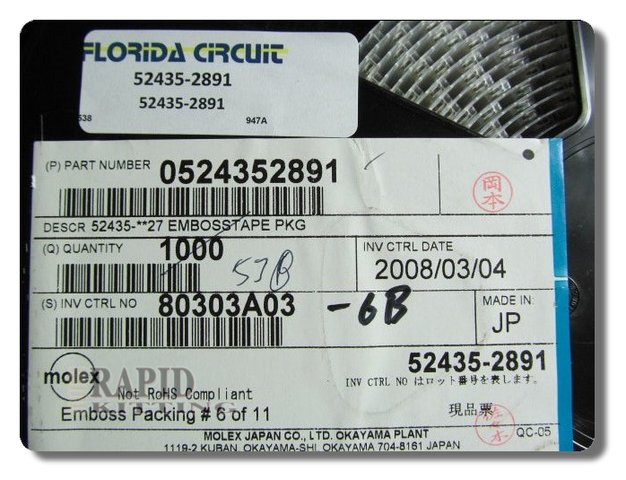 FLORIDA CIRCUIT
52435-2891
52435-2891
538 947A
(P) PART NUMBER 0524352891
岡本
DESCR 52435-**27 EMBOSSTAPE PKG
(Q) QUANTITY 1000
53B
INV CTRL DATE
2008/03/04
(S) INV CTRL NO 80303A03
-6B
MADE IN:
JP
52435-2891
INV CTRL NO はロット番号を表します。
molex
RAPID
KITTING
Not RoHS Compliant
Emboss Packing # 6 of 11
現品票
QC-05
MOLEX JAPAN CO., LTD. OKAYAMA PLANT
1119-2 KUBAN, OKAYAMA-SHI, OKAYAMA 704-8161 JAPAN